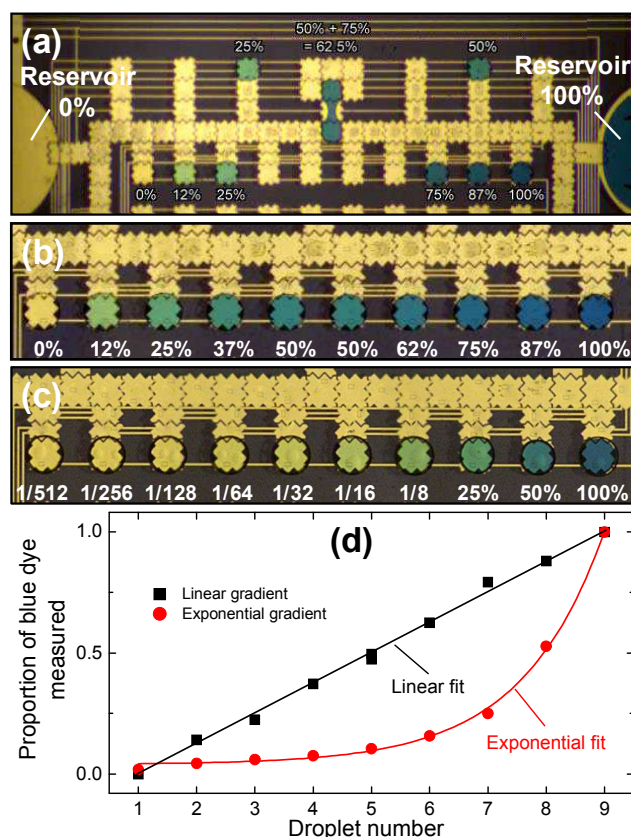 (a)
50% + 75%
= 62.5%
25%
50%
Reservoir
0%
Reservoir
100%
0% 12% 25% 75% 87% 100%
(b)
0% 12% 25% 37% 50% 50% 62% 75% 87% 100%
(c)
1/512 1/256 1/128 1/64 1/32 1/16 1/8 25% 50% 100%
(d)
1.0
0.5
0.0
Proportion of blue dye
measured
Linear gradient
Exponential gradient
Linear fit
Exponential fit
1 2 3 4 5 6 7 8 9
Droplet number